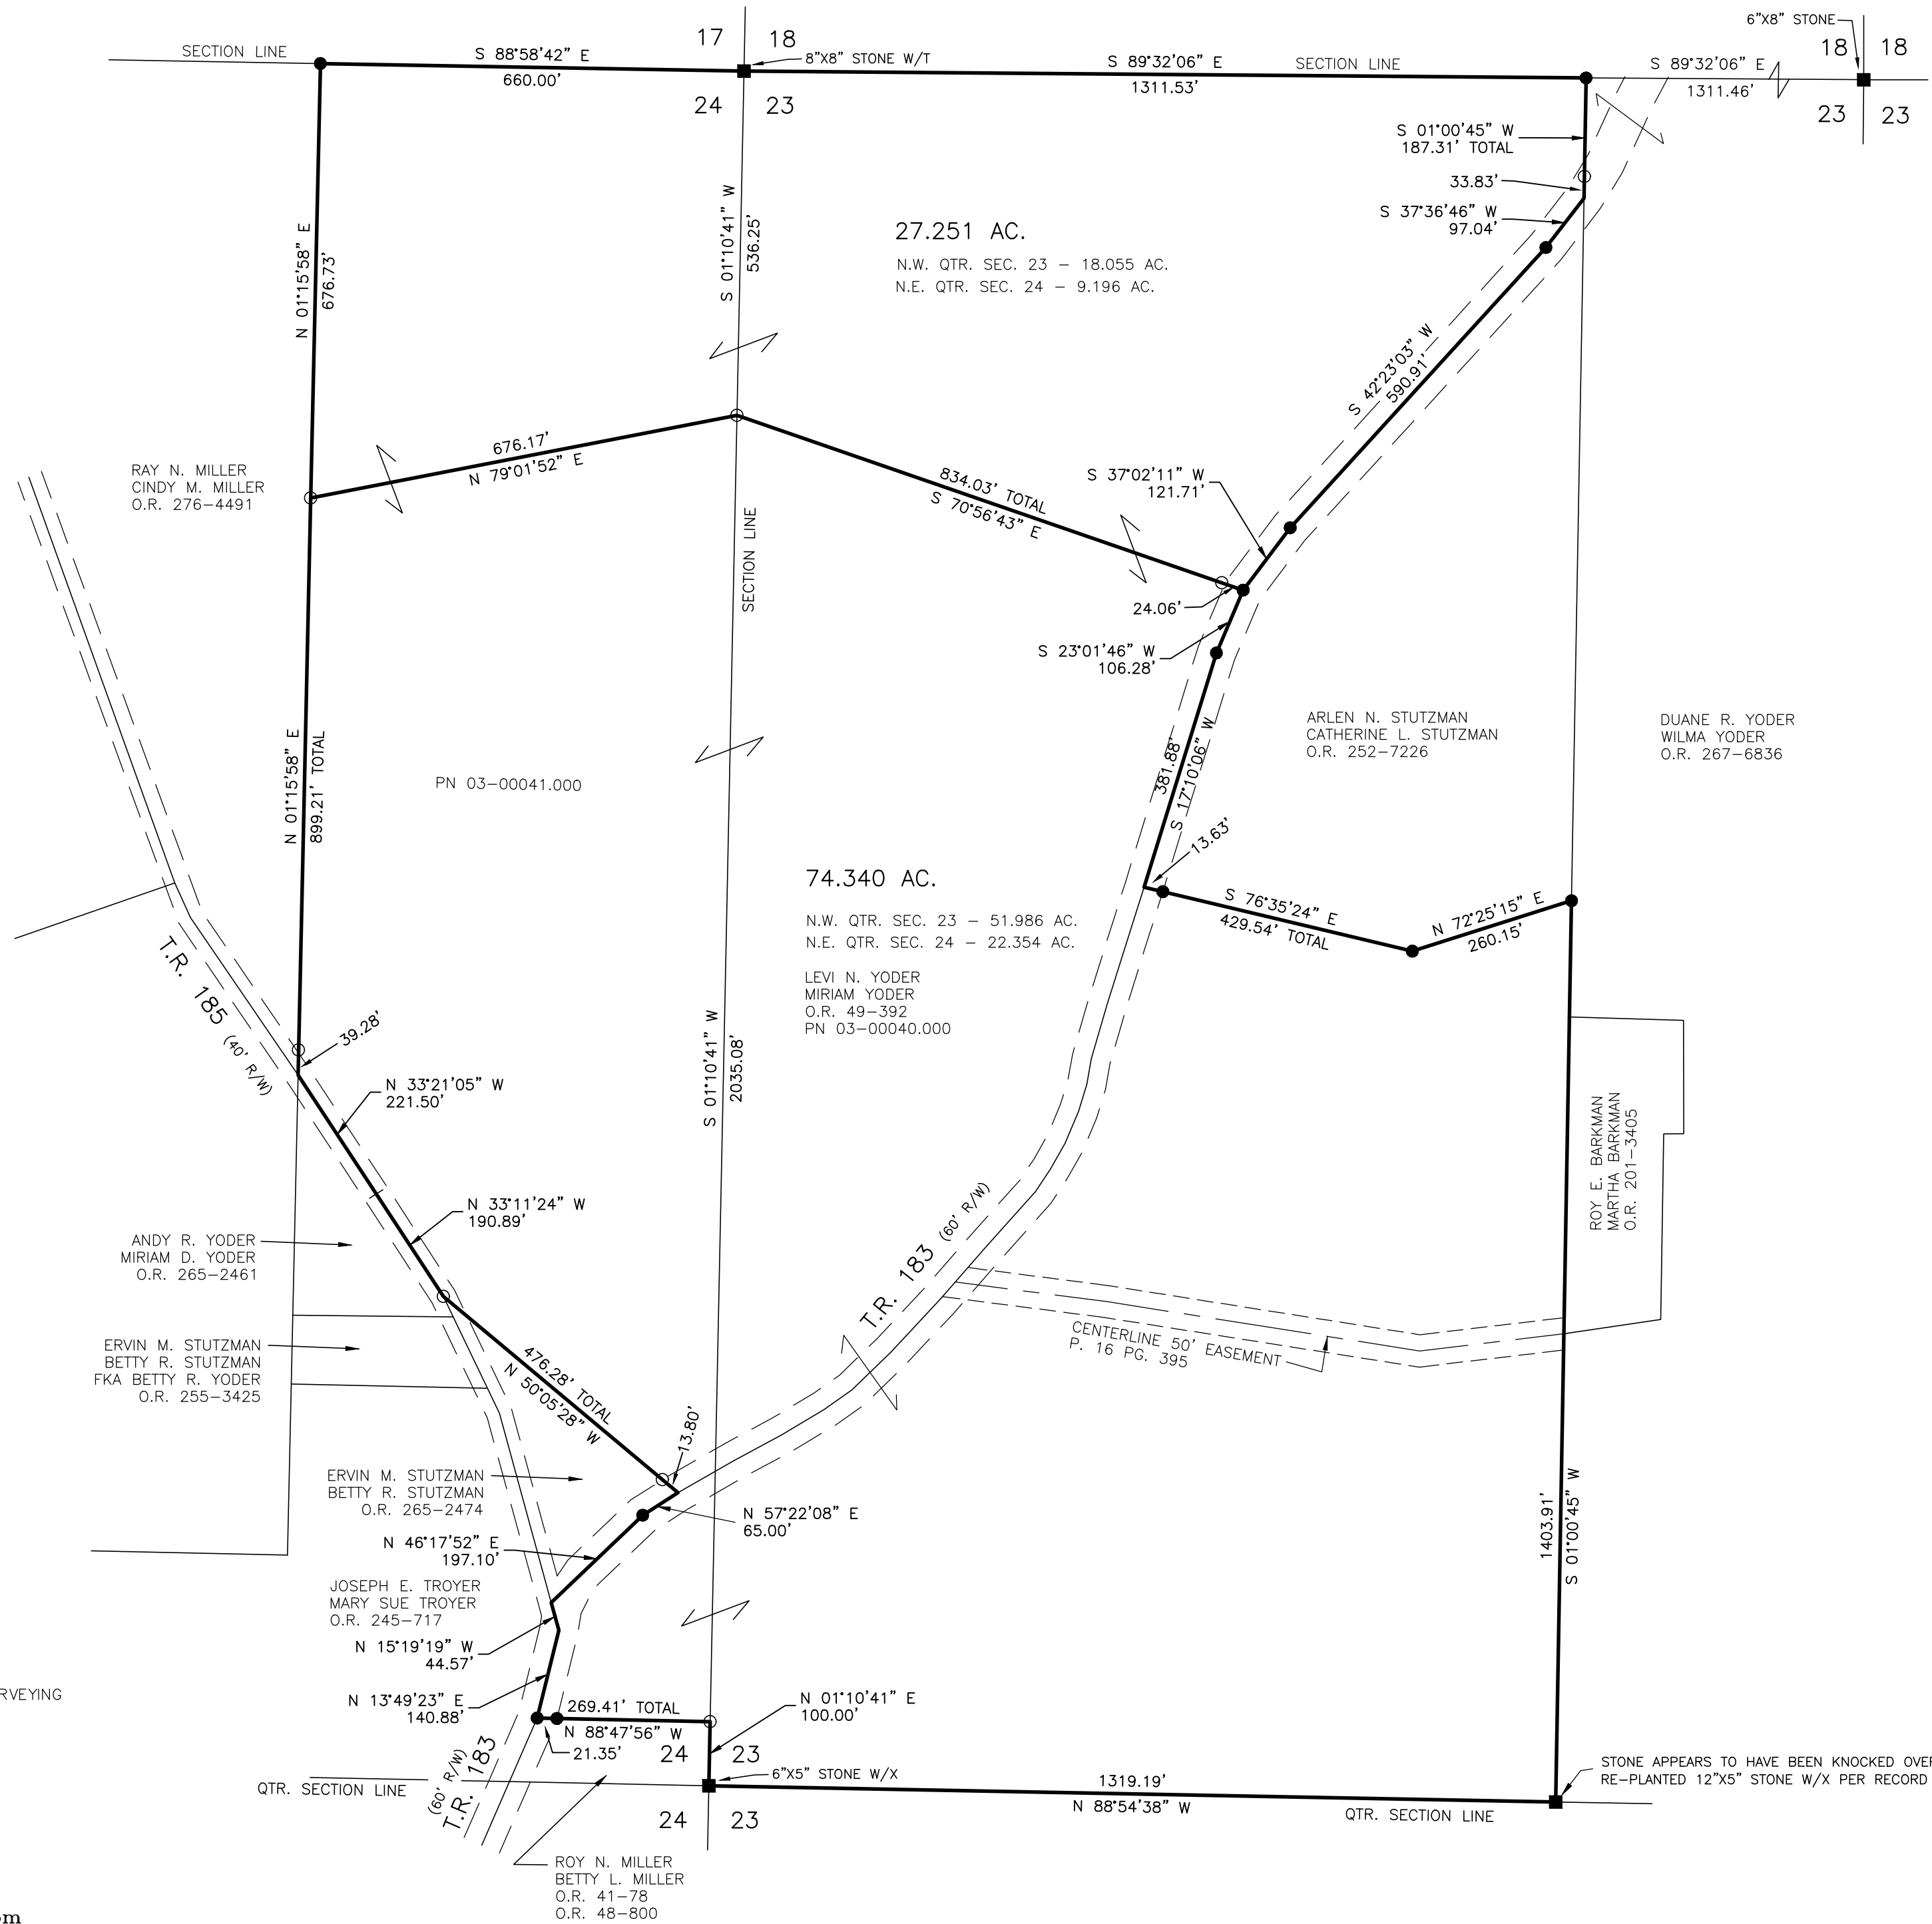 6"X8" STONE
17 18
18 18
SECTION LINE
S 88°58'42" E
660.00'
8"X8" STONE W/T
S 89°32'06" E
1311.53'
SECTION LINE
S 89°32'06" E
1311.46'
24 23
23 23
S 01°00'45" W
187.31' TOTAL
33.83'
S 37°36'46" W
97.04'
N 01°15'58" E
676.73'
S 01°10'41" W
536.25'
27.251 AC.
N.W. QTR. SEC. 23 - 18.055 AC.
N.E. QTR. SEC. 24 - 9.196 AC.
S 42°23'03" W
590.91'
RAY N. MILLER
CINDY M. MILLER
O.R. 276-4491
676.17'
N 79°01'52" E
834.03' TOTAL
S 70°56'43" E
S 37°02'11" W
121.71'
SECTION LINE
24.06'
S 23°01'46" W
106.28'
ARLEN N. STUTZMAN
CATHERINE L. STUTZMAN
O.R. 252-7226
DUANE R. YODER
WILMA YODER
O.R. 267-6836
N 01°15'58" E
899.21' TOTAL
PN 03-00041.000
381.88'
S 17°10'06" W
13.63'
74.340 AC.
N.W. QTR. SEC. 23 - 51.986 AC.
N.E. QTR. SEC. 24 - 22.354 AC.
LEVI N. YODER
MIRIAM YODER
O.R. 49-392
PN 03-00040.000
S 76°35'24" E
429.54' TOTAL
N 72°25'15" E
260.15'
T.R. 185 (40' R/W)
39.28'
N 33°21'05" W
221.50'
S 01°10'41" W
2035.08'
ROY E. BARKMAN
MARTHA BARKMAN
O.R. 201-3405
N 33°11'24" W
190.89'
T.R. 183 (60' R/W)
ANDY R. YODER
MIRIAM D. YODER
O.R. 265-2461
CENTERLINE 50' EASEMENT
P. 16 PG. 395
ERVIN M. STUTZMAN
BETTY R. STUTZMAN
FKA BETTY R. YODER
O.R. 255-3425
476.28' TOTAL
N 50°05'28" W
13.80'
ERVIN M. STUTZMAN
BETTY R. STUTZMAN
O.R. 265-2474
N 57°22'08" E
65.00'
1403.91'
S 01°00'45" W
N 46°17'52" E
197.10'
JOSEPH E. TROYER
MARY SUE TROYER
O.R. 245-717
N 15°19'19" W
44.57'
RVEYING
N 13°49'23" E
140.88'
269.41' TOTAL
N 88°47'56" W
21.35'
N 01°10'41" E
100.00'
24 23
6"X5" STONE W/X
QTR. SECTION LINE
(60' R/W)
T.R. 183
1319.19'
N 88°54'38" W
QTR. SECTION LINE
STONE APPEARS TO HAVE BEEN KNOCKED OVER
RE-PLANTED 12"X5" STONE W/X PER RECORD
24 23
ROY N. MILLER
BETTY L. MILLER
O.R. 41-78
O.R. 48-800